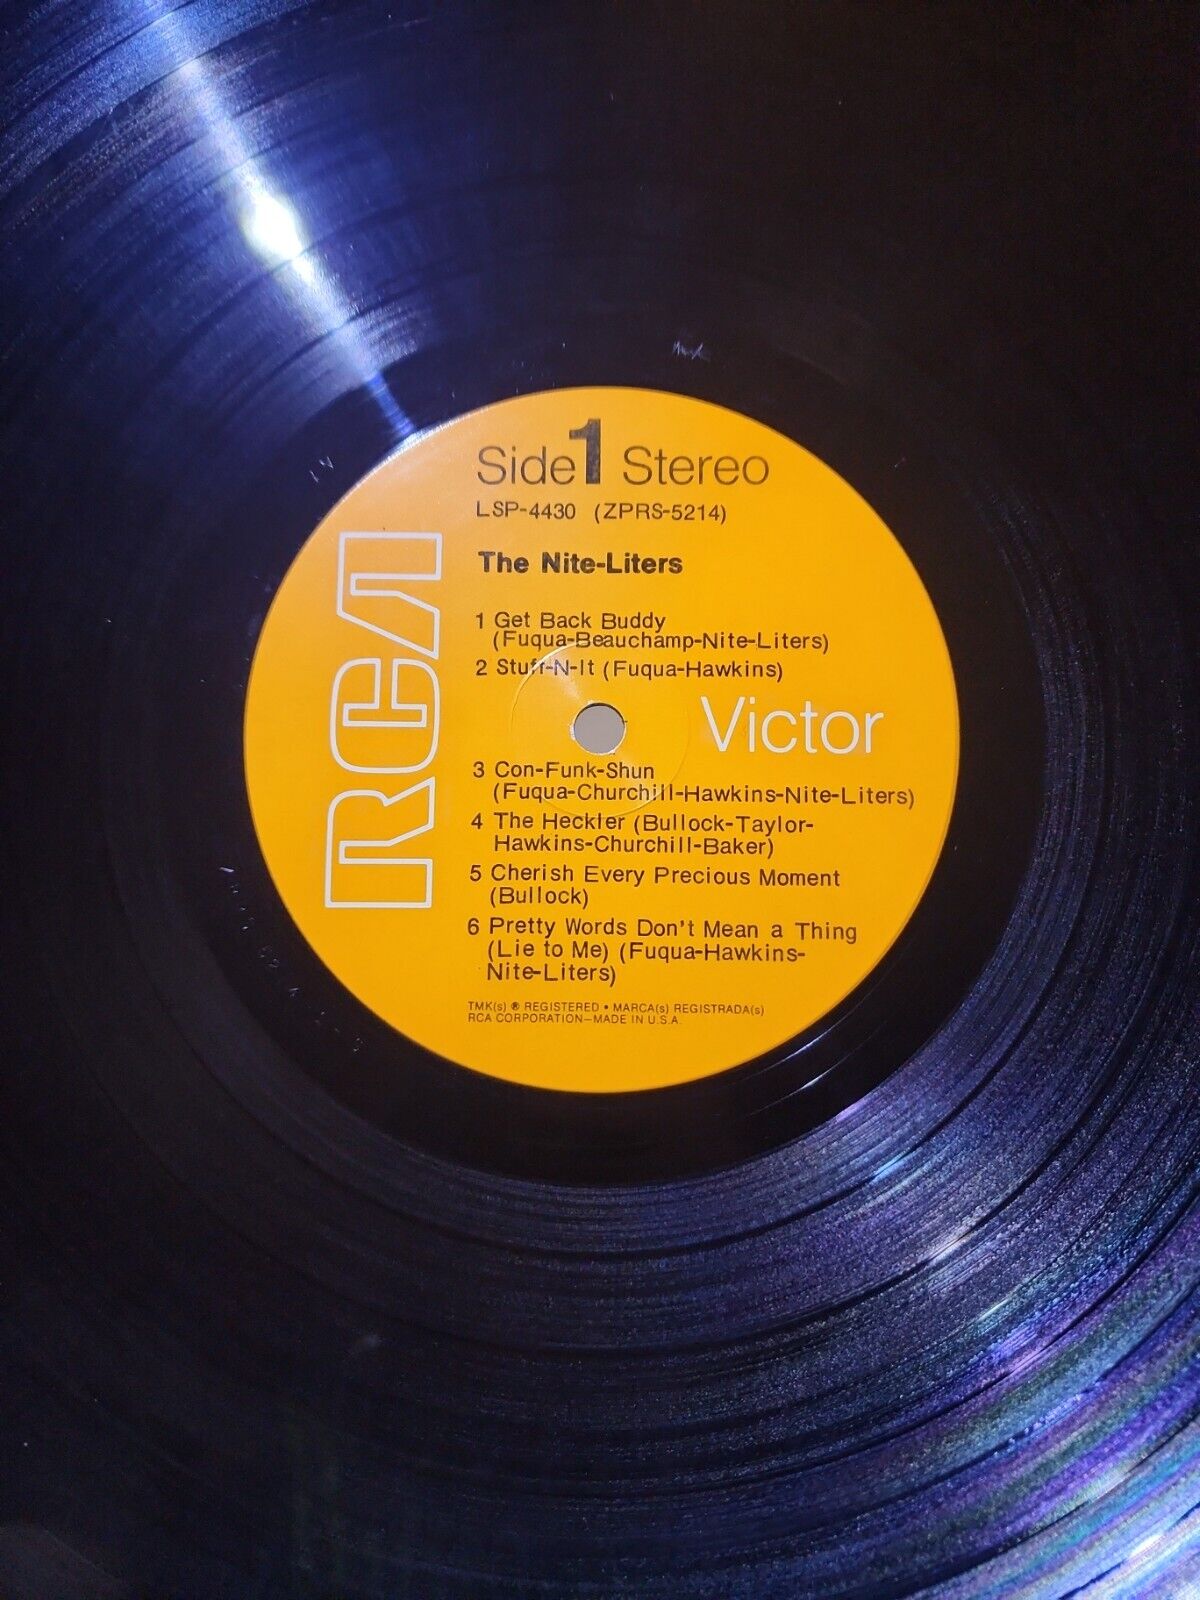 Side 1 Stereo
LSP-4430 (ZPRS-5214)
The Nite-Liters
1 Get Back Buddy
(Fuqua-Beauchamp-Nite-Liters)
2 Stuff-N-It (Fuqua-Hawkins)
RCA
Victor
3 Con-Funk-Shun
(Fuqua-Churchill-Hawkins-Nite-Liters)
4 The Heckler (Bullock-Taylor-
Hawkins-Churchill-Baker)
5 Cherish Every Precious Moment
(Bullock)
6 Pretty Words Don't Mean a Thing
(Lie to Me) (Fuqua-Hawkins-
Nite-Liters)
TMK(s) ® REGISTERED • MARCA(s) REGISTRADA(s)
RCA CORPORATION—MADE IN U.S.A.